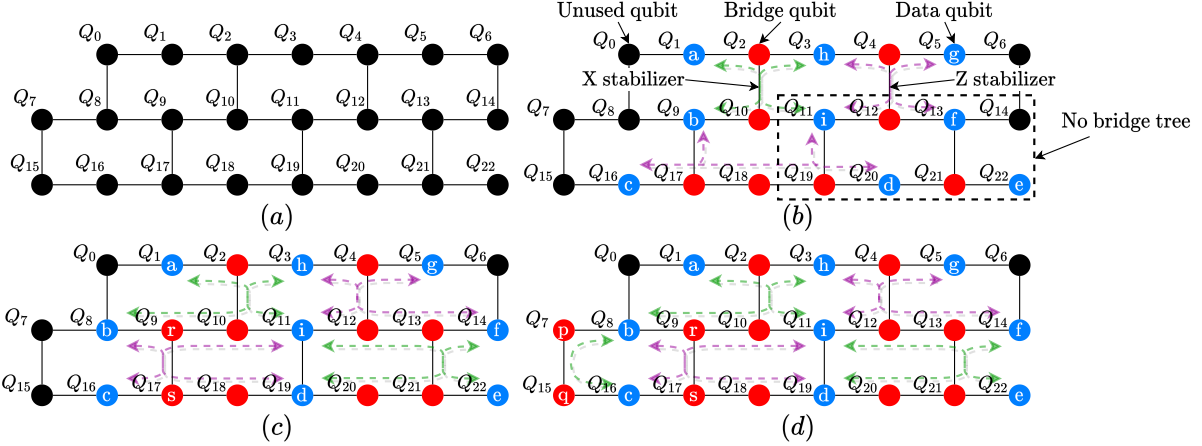 Unused qubit Bridge qubit Data qubit
Q0 Q1 Q2 Q3 Q4 Q5 Q6
Q0 Q1 a Q2 Q3 h Q4 Q5 g Q6
X stabilizer Z stabilizer
Q7 Q8 Q9 Q10 Q11 Q12 Q13 Q14
Q7 Q8 Q9 b Q10 Q11 i Q12 Q13 f Q14
No bridge tree
Q15 Q16 Q17 Q18 Q19 Q20 Q21 Q22
Q15 Q16 c Q17 Q18 Q19 Q20 d Q21 Q22 e
(a) (b)
Q0 Q1 a Q2 Q3 h Q4 Q5 g Q6
Q0 Q1 a Q2 Q3 h Q4 Q5 g Q6
Q7 Q8 b Q9 r Q10 Q11 i Q12 Q13 Q14 f
Q7 p Q8 b Q9 r Q10 Q11 i Q12 Q13 Q14 f
Q15 Q16 c Q17 s Q18 Q19 d Q20 Q21 Q22 e
Q15 q Q16 c Q17 s Q18 Q19 d Q20 Q21 Q22 e
(c) (d)